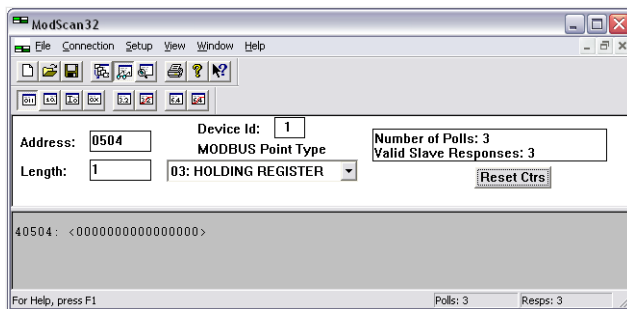 ModScan32
File Connection Setup View Window Help
Address: 0504
Device Id: 1
MODBUS Point Type
Length: 1
03: HOLDING REGISTER
Number of Polls: 3
Valid Slave Responses: 3
Reset Ctrs
40504: <0000000000000000>
For Help, press F1
Polls: 3
Resps: 3